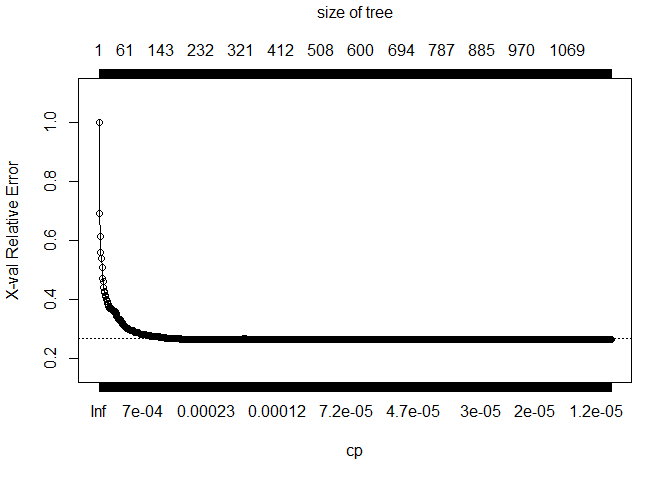 size of tree
1 61 143 232 321 412 508 600 694 787 885 970 1069
X-val Relative Error
1.0
0.8
0.6
0.4
0.2
Inf 7e-04 0.00023 0.00012 7.2e-05 4.7e-05 3e-05 2e-05 1.2e-05
cp